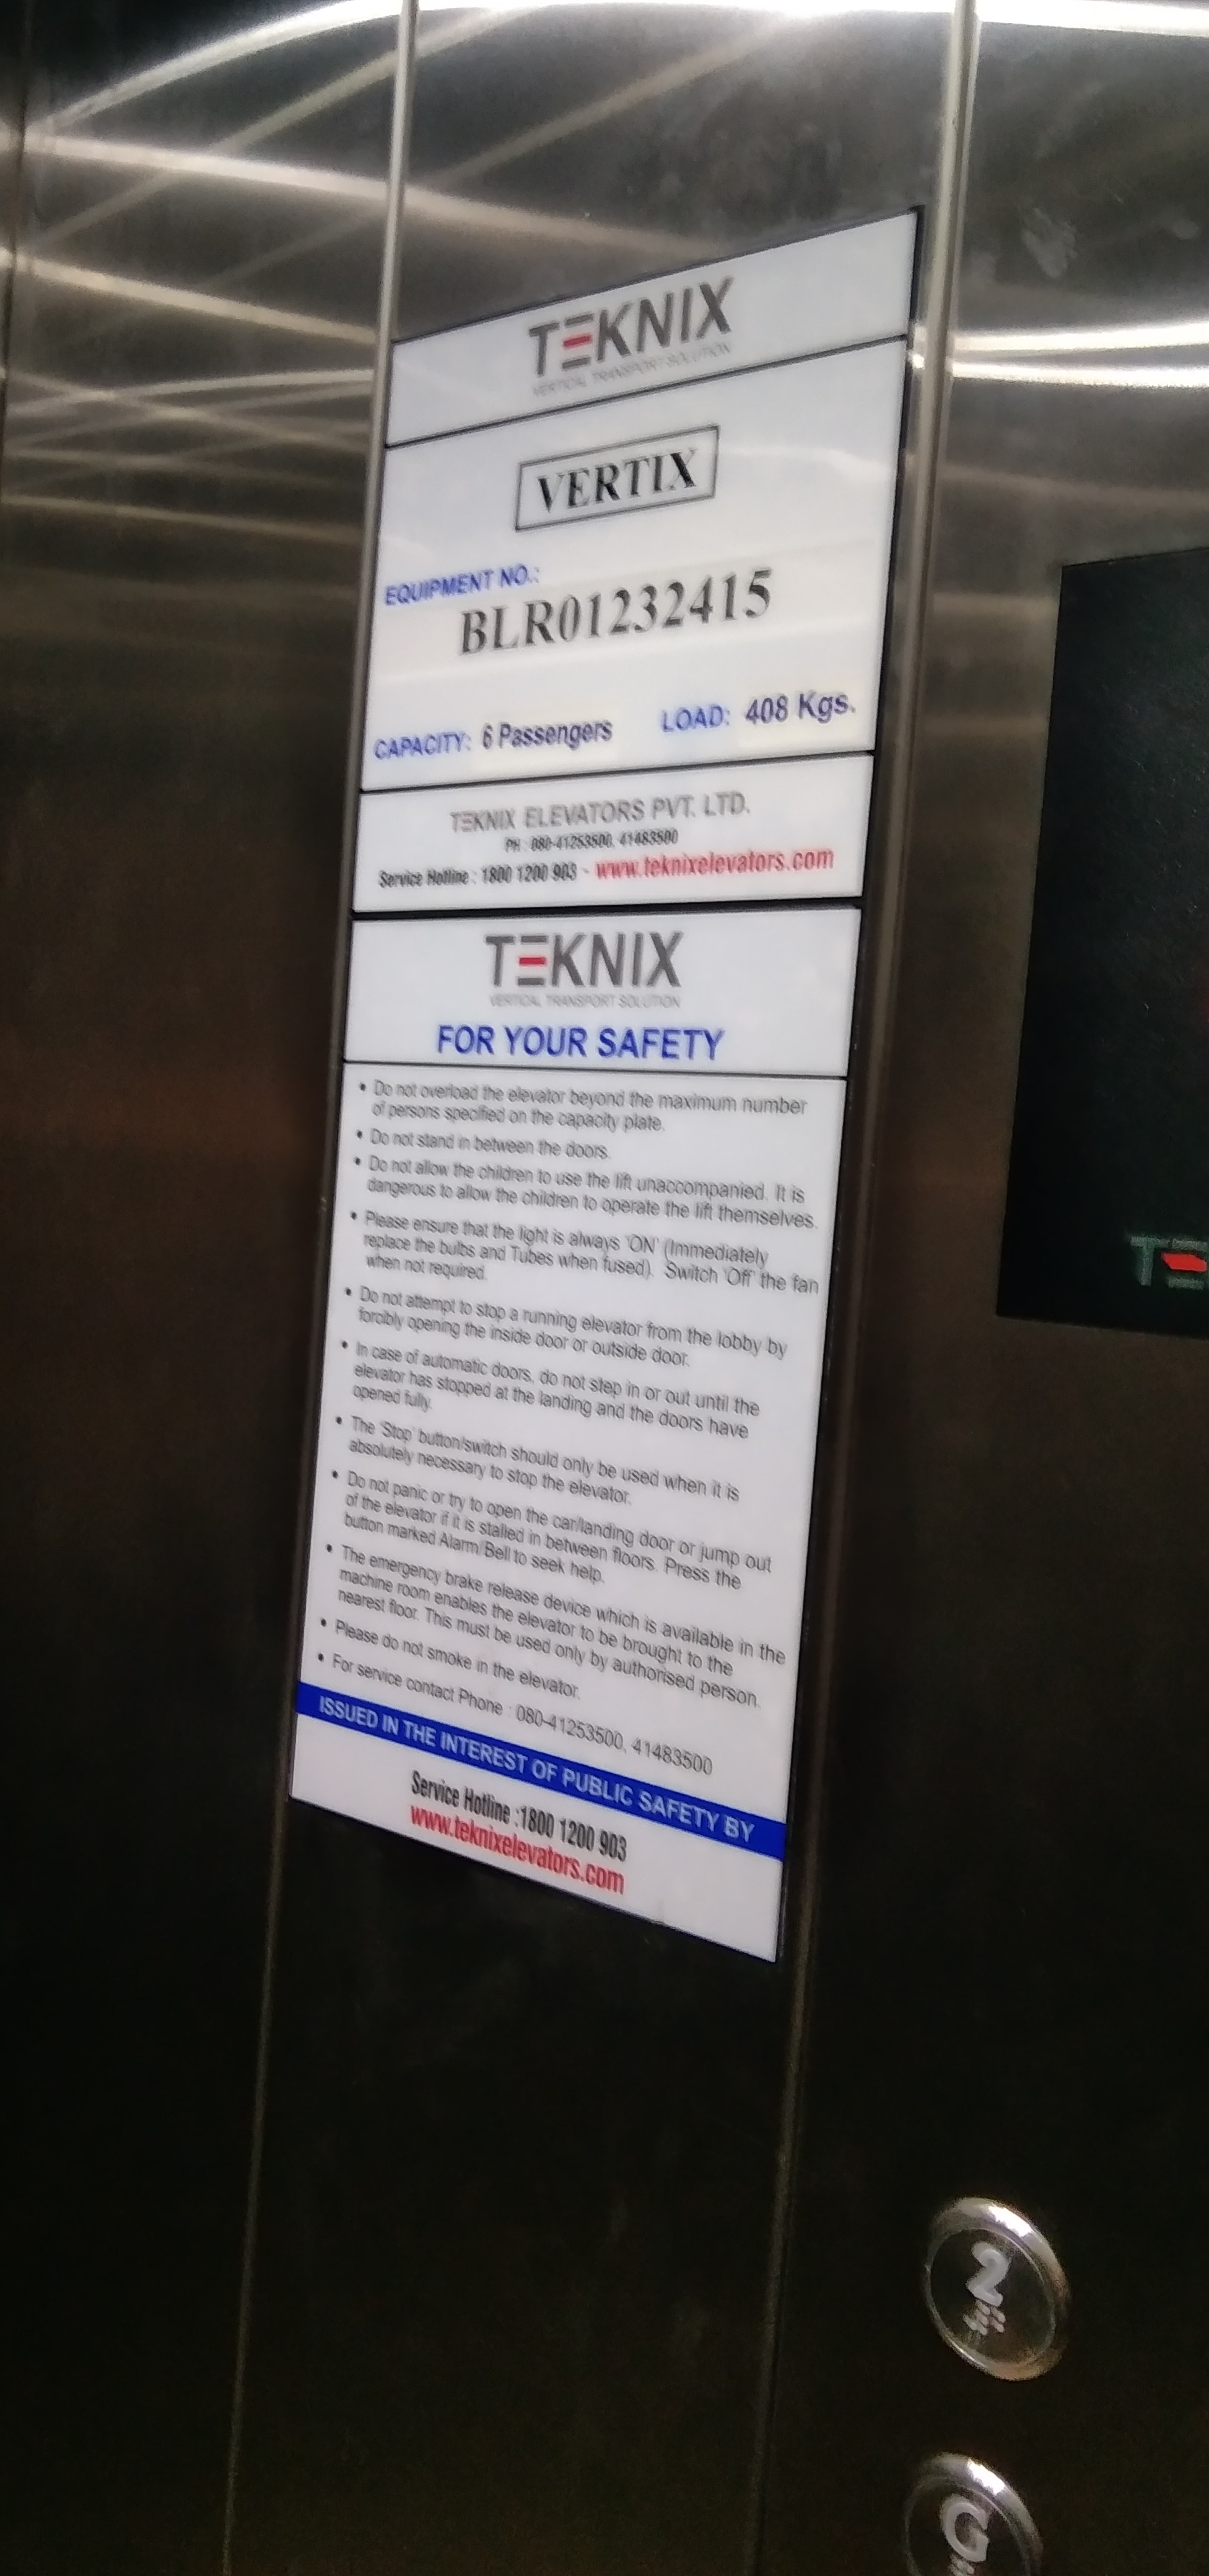 TEKNIX
VERTICAL TRANSPORT SOLUTION
VERTIX
EQUIPMENT NO.:
BLR01232415
CAPACITY: 6 Passengers LOAD: 408 Kgs.
TEKNIX ELEVATORS PVT. LTD.
PH : 080-41253500, 41483500
Service Hotline : 1800 1200 903 - www.teknixelevators.com
TEKNIX
VERTICAL TRANSPORT SOLUTION
FOR YOUR SAFETY
• Do not overload the elevator beyond the maximum number
of persons specified on the capacity plate.
• Do not stand in between the doors.
• Do not allow the children to use the lift unaccompanied. It is
dangerous to allow the children to operate the lift themselves.
• Please ensure that the light is always 'ON' (Immediately
replace the bulbs and Tubes when fused). Switch 'Off' the fan
when not required.
• Do not attempt to stop a running elevator from the lobby by
forcibly opening the inside door or outside door.
• In case of automatic doors, do not step in or out until the
elevator has stopped at the landing and the doors have
opened fully.
• The 'Stop' button/switch should only be used when it is
absolutely necessary to stop the elevator.
• Do not panic or try to open the car/landing door or jump out
of the elevator if it is stalled in between floors. Press the
button marked Alarm/Bell to seek help.
• The emergency brake release device which is available in the
machine room enables the elevator to be brought to the
nearest floor. This must be used only by authorised person.
• Please do not smoke in the elevator.
• For service contact Phone : 080-41253500, 41483500
ISSUED IN THE INTEREST OF PUBLIC SAFETY BY
Service Hotline :1800 1200 903
www.teknixelevators.com
2
G